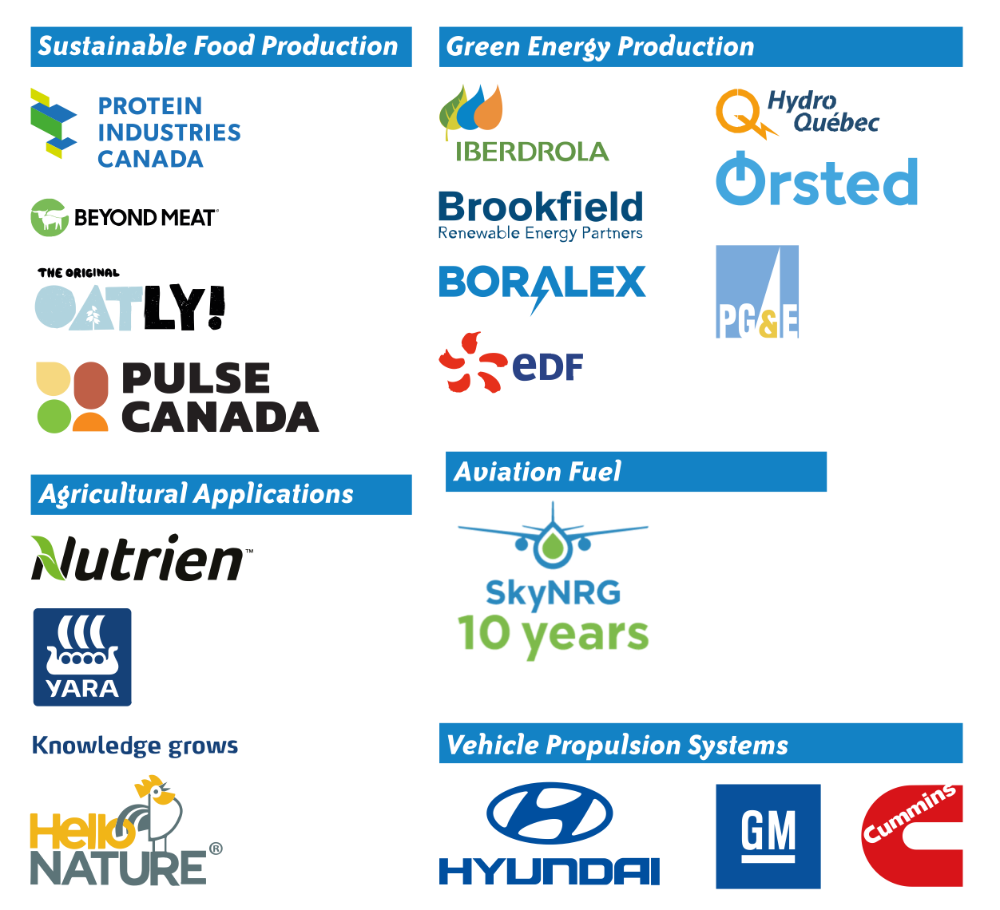 Sustainable Food Production
PROTEIN
INDUSTRIES
CANADA
BEYOND MEAT
THE ORIGINAL
OATLY!
PULSE
CANADA
Agricultural Applications
Nutrien™
YARA
Knowledge grows
Hello
NATURE®
Green Energy Production
IBERDROLA
Brookfield
Renewable Energy Partners
BORALEX
eDF
Hydro
Québec
Ørsted
PG&E
Aviation Fuel
SkyNRG
10 years
Vehicle Propulsion Systems
HYUNDAI
GM
Cummins